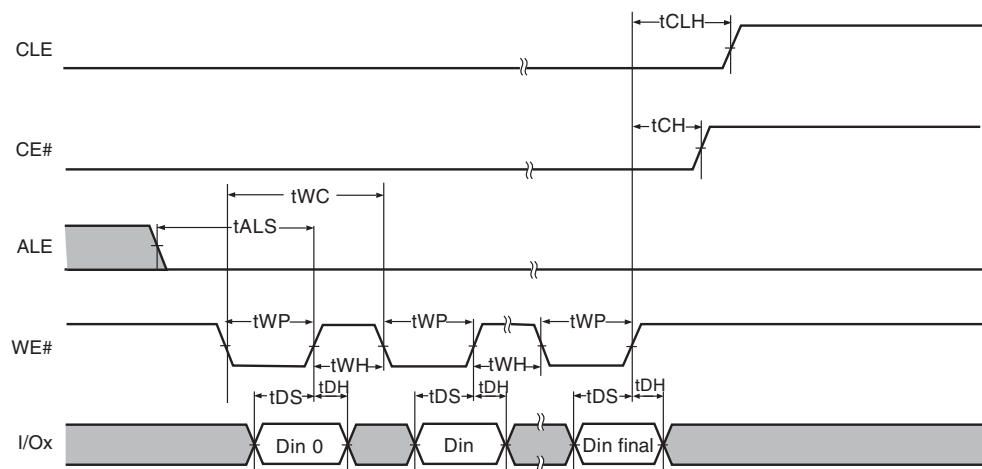 tCLH
CLE
tCH
CE#
tWC
tALS
ALE
tWP tWP tWP
WE#
tWH tWH
tDS tDH tDS tDH tDS tDH
I/Ox Din 0 Din Din final